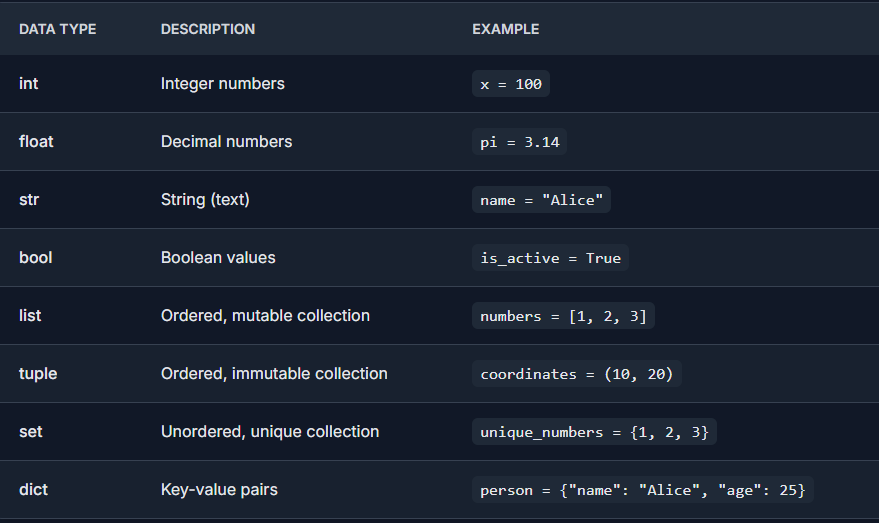 DATA TYPE DESCRIPTION EXAMPLE
int Integer numbers x = 100
float Decimal numbers pi = 3.14
str String (text) name = "Alice"
bool Boolean values is_active = True
list Ordered, mutable collection numbers = [1, 2, 3]
tuple Ordered, immutable collection coordinates = (10, 20)
set Unordered, unique collection unique_numbers = {1, 2, 3}
dict Key-value pairs person = {"name": "Alice", "age": 25}